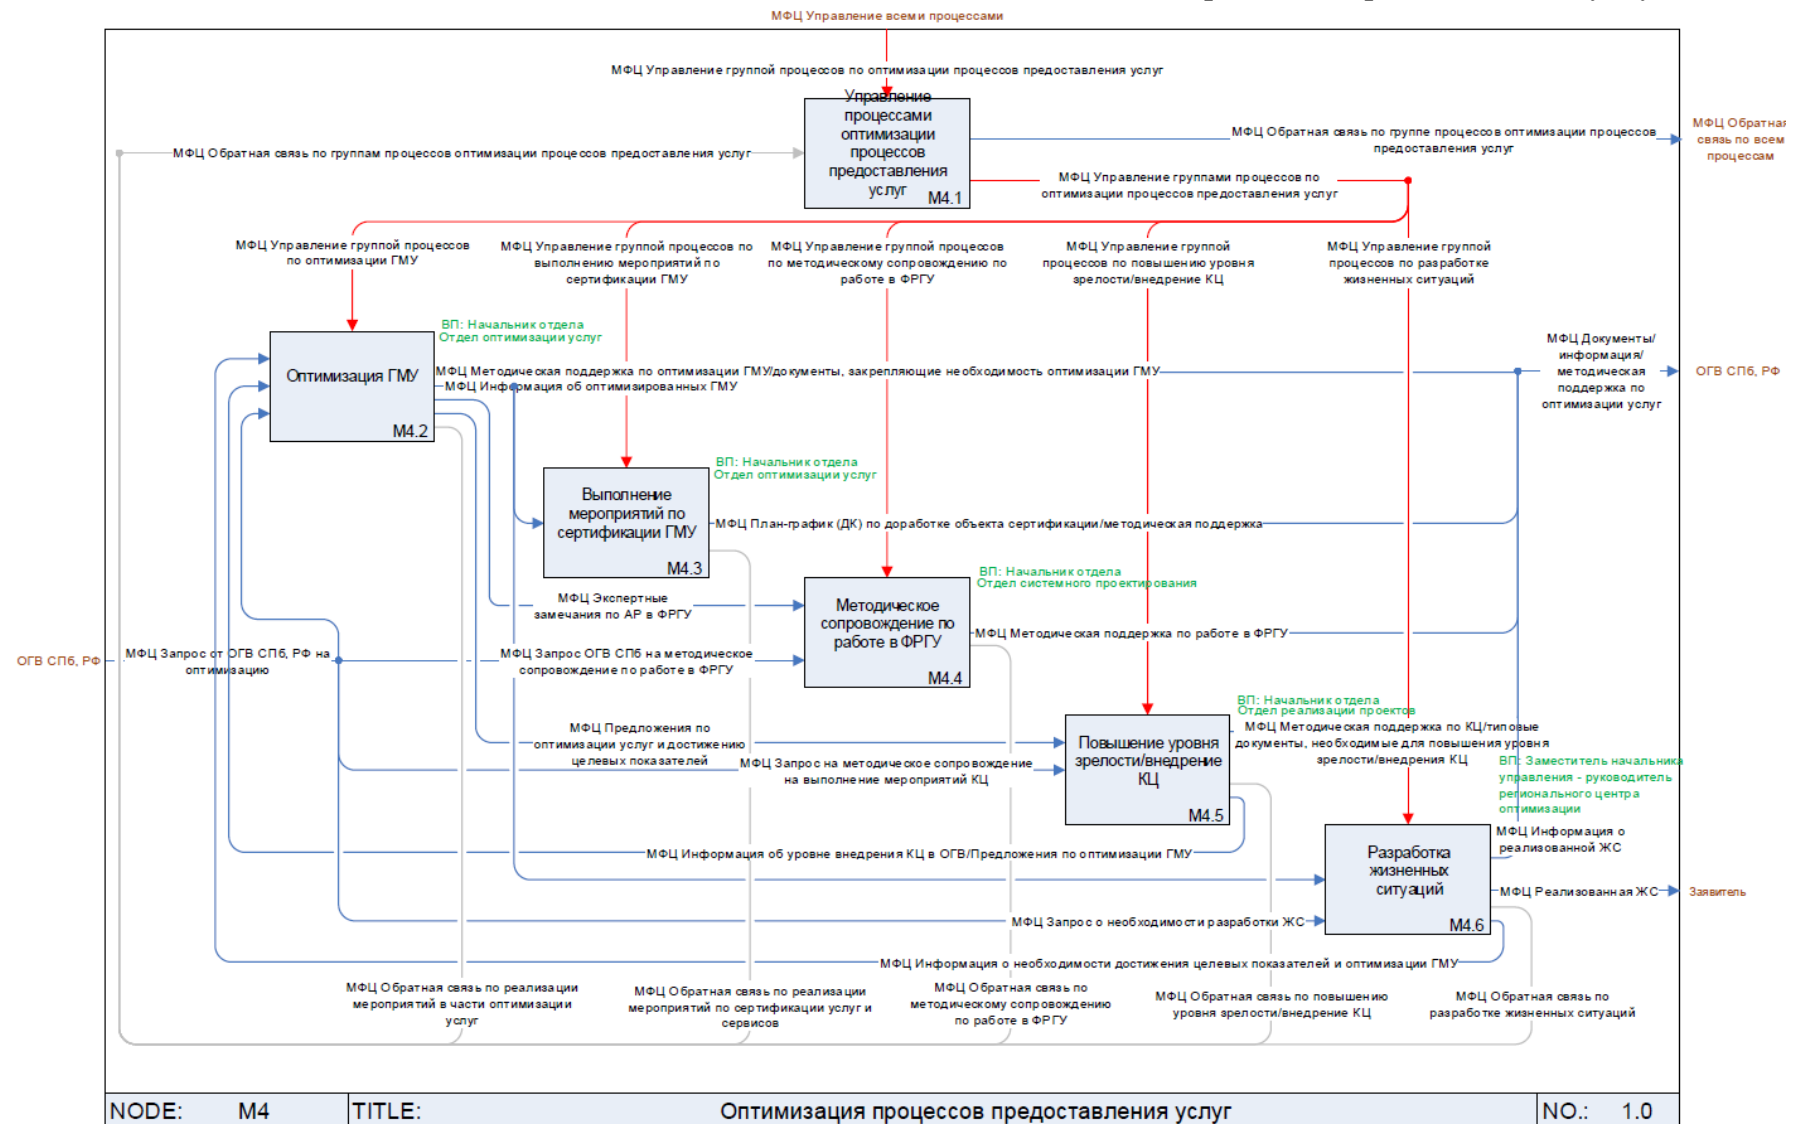 МФЦ Управление всеми процессами
МФЦ Управление группой процессов по оптимизации процессов предоставления услуг
Управление
процессами
оптимизации
процессов
предоставления
услуг
М4.1
МФЦ Обратная связь по группам процессов оптимизации процессов предоставления услуг
МФЦ Обратная связь по группе процессов оптимизации процессов
предоставления услуг
МФЦ Обратная
связь по всем
процессам
МФЦ Управление группами процессов по
оптимизации процессов предоставления услуг
МФЦ Управление группой процессов
по оптимизации ГМУ
МФЦ Управление группой процессов по
выполнению мероприятий по
сертификации ГМУ
МФЦ Управление группой процессов
по методическому сопровождению по
работе в ФРГУ
МФЦ Управление группой
процессов по повышению уровня
зрелости/внедрение КЦ
МФЦ Управление группой
процессов по разработке
жизненных ситуаций
ВП: Начальник отдела
Отдел оптимизации услуг
Оптимизация ГМУ
М4.2
МФЦ Методическая поддержка по оптимизации ГМУ/документы, закрепляющие необходимость оптимизации ГМУ
МФЦ Информация об оптимизированных ГМУ
МФЦ Документы/
информация/
методическая
поддержка по
оптимизации услуг
ОГВ СПб, РФ
ВП: Начальник отдела
Отдел оптимизации услуг
Выполнение
мероприятий по
сертификации ГМУ
М4.3
МФЦ План-график (ДК) по доработке объекта сертификации/методическая поддержка
ВП: Начальник отдела
Отдел системного проектирования
МФЦ Экспертные
замечания по АР в ФРГУ
Методическое
сопровождение по
работе в ФРГУ
М4.4
МФЦ Методическая поддержка по работе в ФРГУ
ОГВ СПб, РФ
МФЦ Запрос от ОГВ СПб, РФ на
оптимизацию
МФЦ Запрос ОГВ СПб на методическое
сопровождение по работе в ФРГУ
ВП: Начальник отдела
Отдел реализации проектов
МФЦ Предложения по
оптимизации услуг и достижению
целевых показателей
МФЦ Запрос на методическое сопровождение
на выполнение мероприятий КЦ
Повышение уровня
зрелости/внедрение
КЦ
М4.5
МФЦ Методическая поддержка по КЦ/типовые
документы, необходимые для повышения уровня
зрелости/внедрения КЦ
ВП: Заместитель начальника
управления - руководитель
регионального центра
оптимизации
МФЦ Информация об уровне внедрения КЦ в ОГВ/Предложения по оптимизации ГМУ
Разработка
жизненных
ситуаций
М4.6
МФЦ Информация о
реализованной ЖС
МФЦ Реализованная ЖС
Заявитель
МФЦ Запрос о необходимости разработки ЖС
МФЦ Информация о необходимости достижения целевых показателей и оптимизации ГМУ
МФЦ Обратная связь по реализации
мероприятий в части оптимизации
услуг
МФЦ Обратная связь по реализации
мероприятий по сертификации услуг и
сервисов
МФЦ Обратная связь по
методическому сопровождению
по работе в ФРГУ
МФЦ Обратная связь по повышению
уровня зрелости/внедрение КЦ
МФЦ Обратная связь по
разработке жизненных ситуаций
NODE: М4 TITLE: Оптимизация процессов предоставления услуг NO.: 1.0